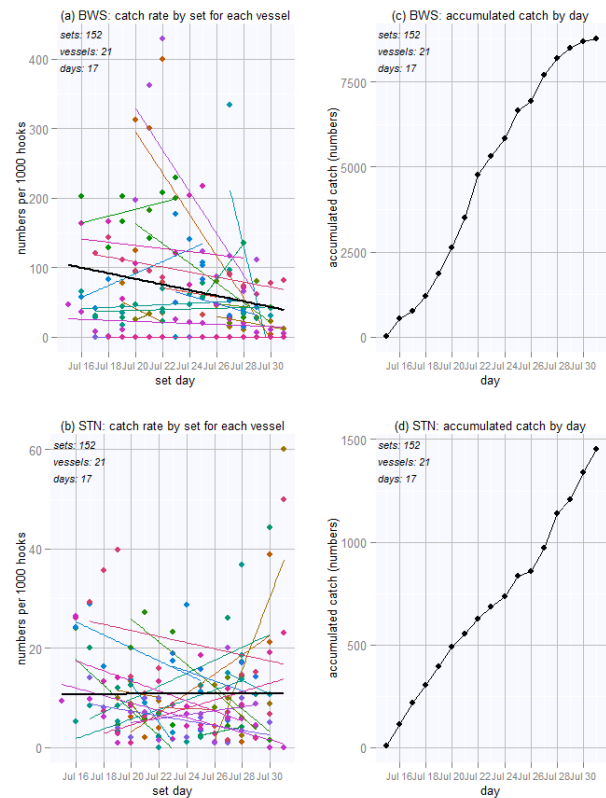 (a) BWS: catch rate by set for each vessel
sets: 152
vessels: 21
days: 17
numbers per 1000 hooks
400
300
200
100
0
Jul 16 Jul 18 Jul 20 Jul 22 Jul 24 Jul 26 Jul 28 Jul 30
set day
(c) BWS: accumulated catch by day
sets: 152
vessels: 21
days: 17
accumulated catch (numbers)
7500
5000
2500
0
Jul 16 Jul 18 Jul 20 Jul 22 Jul 24 Jul 26 Jul 28 Jul 30
day
(b) STN: catch rate by set for each vessel
sets: 152
vessels: 21
days: 17
numbers per 1000 hooks
60
40
20
0
Jul 16 Jul 18 Jul 20 Jul 22 Jul 24 Jul 26 Jul 28 Jul 30
set day
(d) STN: accumulated catch by day
sets: 152
vessels: 21
days: 17
accumulated catch (numbers)
1500
1000
500
0
Jul 16 Jul 18 Jul 20 Jul 22 Jul 24 Jul 26 Jul 28 Jul 30
day